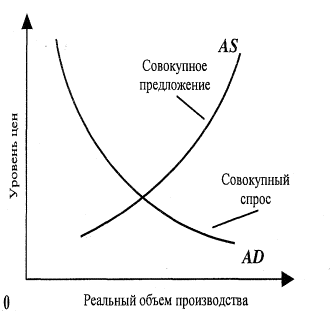 AS
Совокупное
предложение
Уровень цен
Совокупный
спрос
AD
0
Реальный объем производства